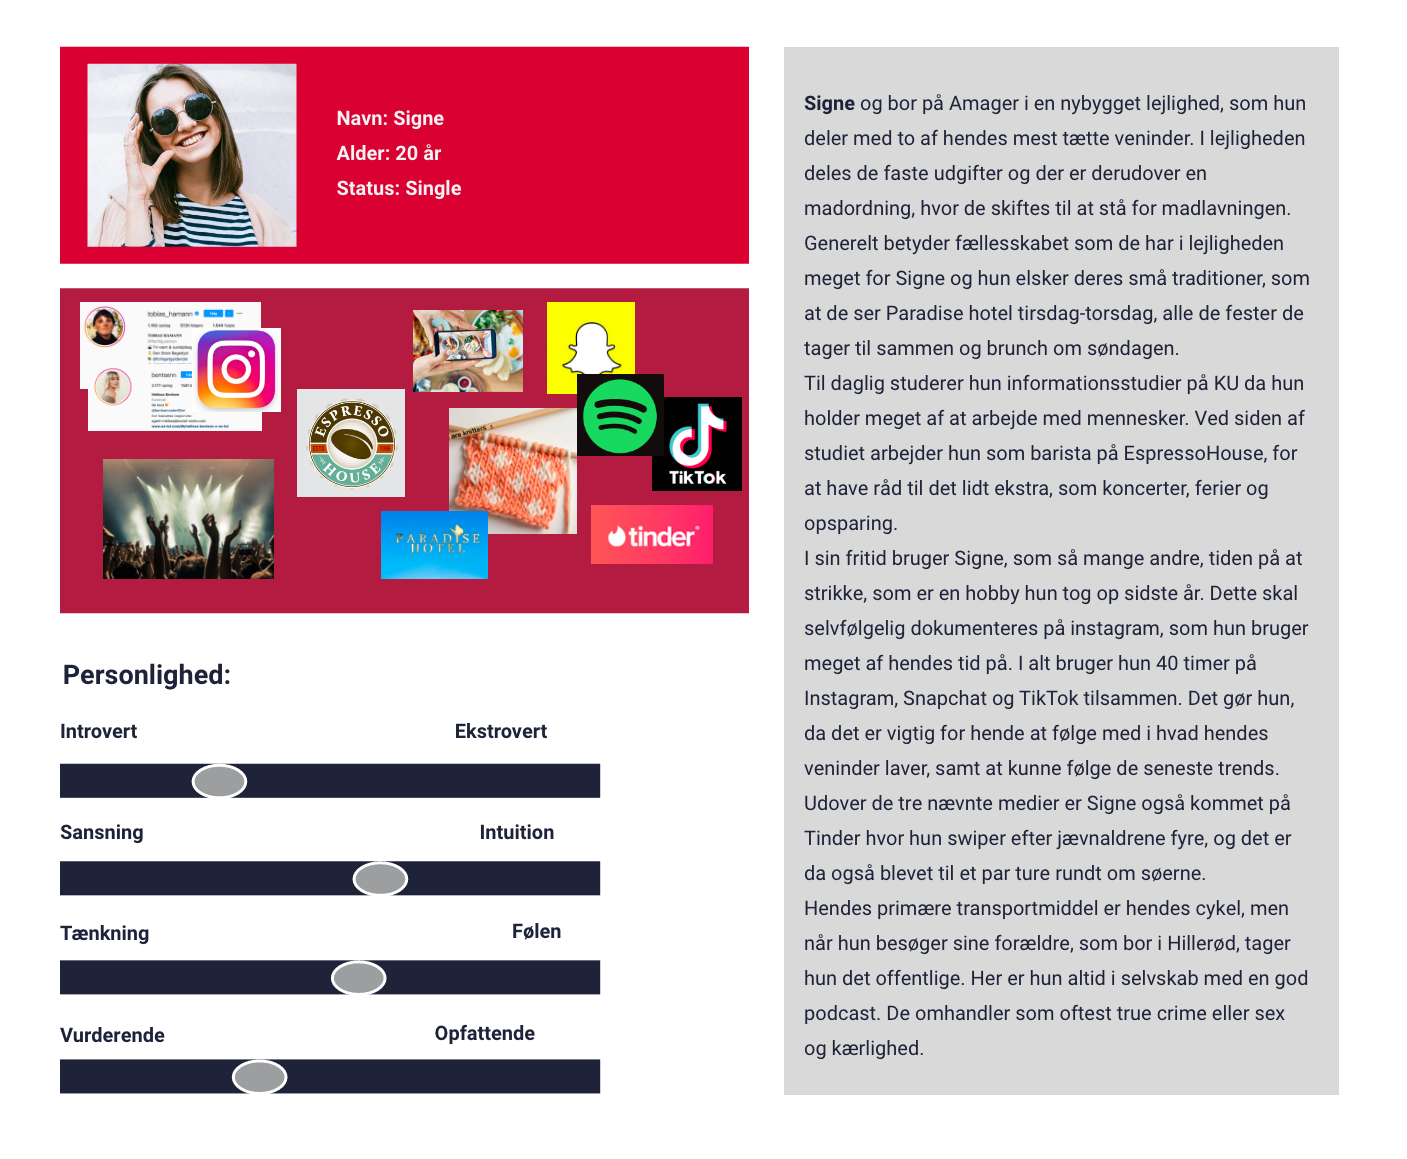 Navn: Signe
Alder: 20 år
Status: Single
tobias_hamann
TOBIAS HAMANN
Offentlig person
Den Store Bagedyst
bentsenn
Melissa Bentsen
ESPRESSO
HOUSE
PARADISE
HOTEL
TikTok
tinder
Personlighed:
Introvert Ekstrovert
Sansning Intuition
Tænkning Følen
Vurderende Opfattende
Signe og bor på Amager i en nybygget lejlighed, som hun
deler med to af hendes mest tætte veninder. I lejligheden
deles de faste udgifter og der er derudover en
madordning, hvor de skiftes til at stå for madlavningen.
Generelt betyder fællesskabet som de har i lejligheden
meget for Signe og hun elsker deres små traditioner, som
at de ser Paradise hotel tirsdag-torsdag, alle de fester de
tager til sammen og brunch om søndagen.
Til daglig studerer hun informationsstudier på KU da hun
holder meget af at arbejde med mennesker. Ved siden af
studiet arbejder hun som barista på EspressoHouse, for
at have råd til det lidt ekstra, som koncerter, ferier og
opsparing.
I sin fritid bruger Signe, som så mange andre, tiden på at
strikke, som er en hobby hun tog op sidste år. Dette skal
selvfølgelig dokumenteres på instagram, som hun bruger
meget af hendes tid på. I alt bruger hun 40 timer på
Instagram, Snapchat og TikTok tilsammen. Det gør hun,
da det er vigtig for hende at følge med i hvad hendes
veninder laver, samt at kunne følge de seneste trends.
Udover de tre nævnte medier er Signe også kommet på
Tinder hvor hun swiper efter jævnaldrene fyre, og det er
da også blevet til et par ture rundt om søerne.
Hendes primære transportmiddel er hendes cykel, men
når hun besøger sine forældre, som bor i Hillerød, tager
hun det offentlige. Her er hun altid i selvskab med en god
podcast. De omhandler som oftest true crime eller sex
og kærlighed.